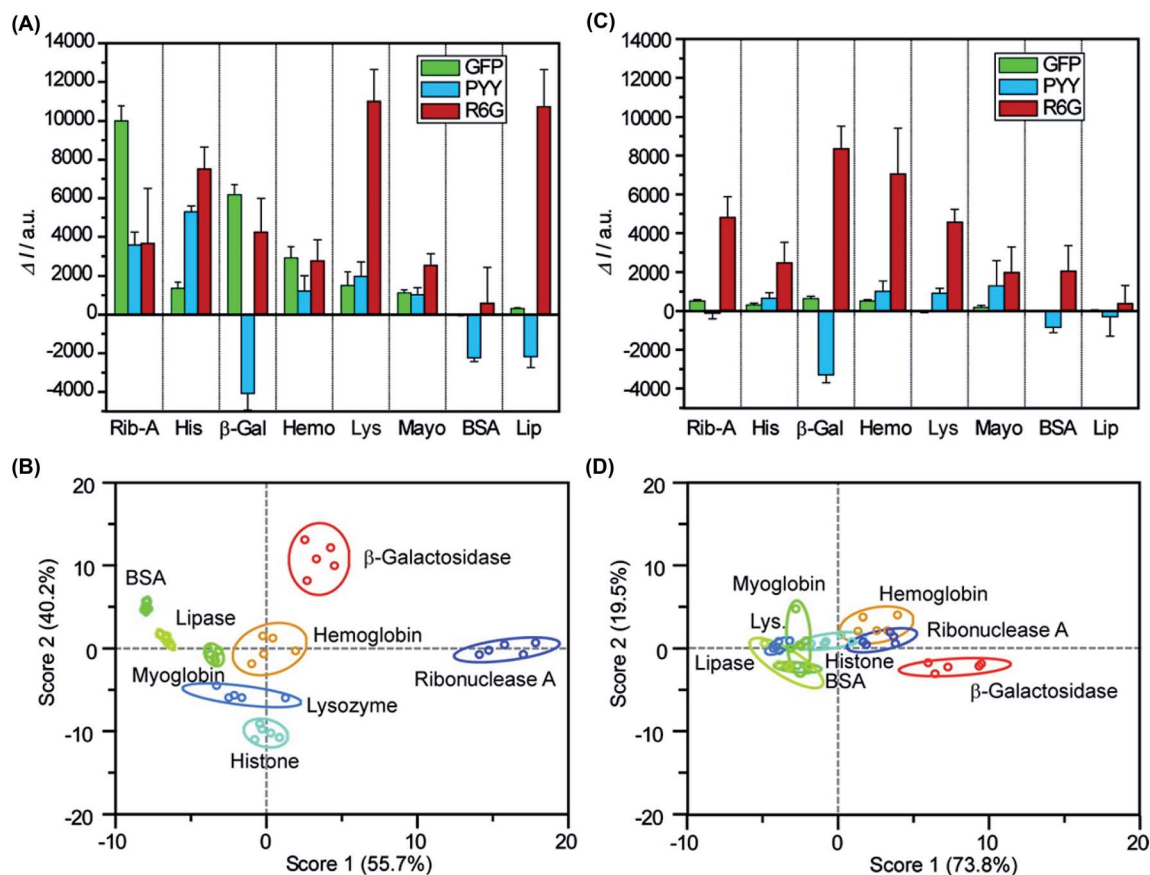 (A)
14000
12000
10000
8000
6000
4000
2000
0
-2000
-4000
ΔI / a.u.
GFP
PYY
R6G
Rib-A His β-Gal Hemo Lys Mayo BSA Lip
(C)
14000
12000
10000
8000
6000
4000
2000
0
-2000
-4000
ΔI / a.u.
GFP
PYY
R6G
Rib-A His β-Gal Hemo Lys Mayo BSA Lip
(B)
20
10
0
-10
-20
Score 2 (40.2%)
β-Galactosidase
BSA
Lipase
Hemoglobin
Myoglobin
Ribonuclease A
Lysozyme
Histone
-10 0 10 20
Score 1 (55.7%)
(D)
20
10
0
-10
-20
Score 2 (19.5%)
Myoglobin
Hemoglobin
Lys.
Ribonuclease A
Lipase
Histone
BSA
β-Galactosidase
-10 0 10 20
Score 1 (73.8%)